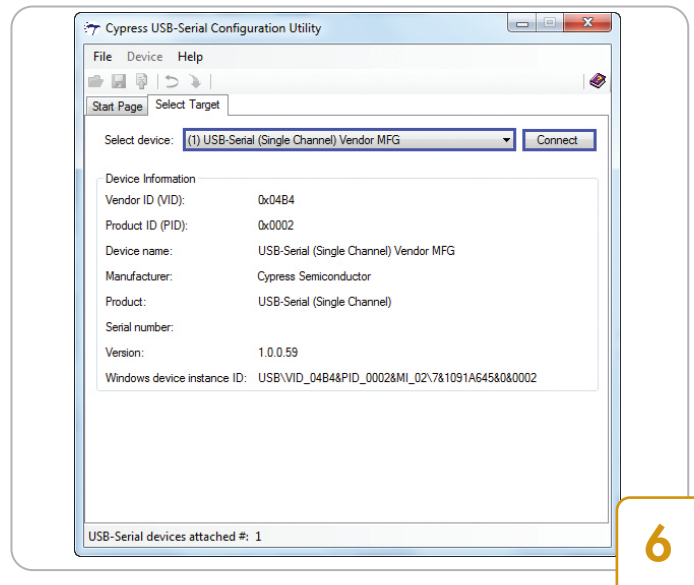 Cypress USB-Serial Configuration Utility
File Device Help
Start Page Select Target
Select device: (1) USB-Serial (Single Channel) Vendor MFG Connect
Device Information
Vendor ID (VID): 0x04B4
Product ID (PID): 0x0002
Device name: USB-Serial (Single Channel) Vendor MFG
Manufacturer: Cypress Semiconductor
Product: USB-Serial (Single Channel)
Serial number:
Version: 1.0.0.59
Windows device instance ID: USB\VID_04B4&PID_0002&MI_02\7&1091A645&0&0002
USB-Serial devices attached #: 1
6